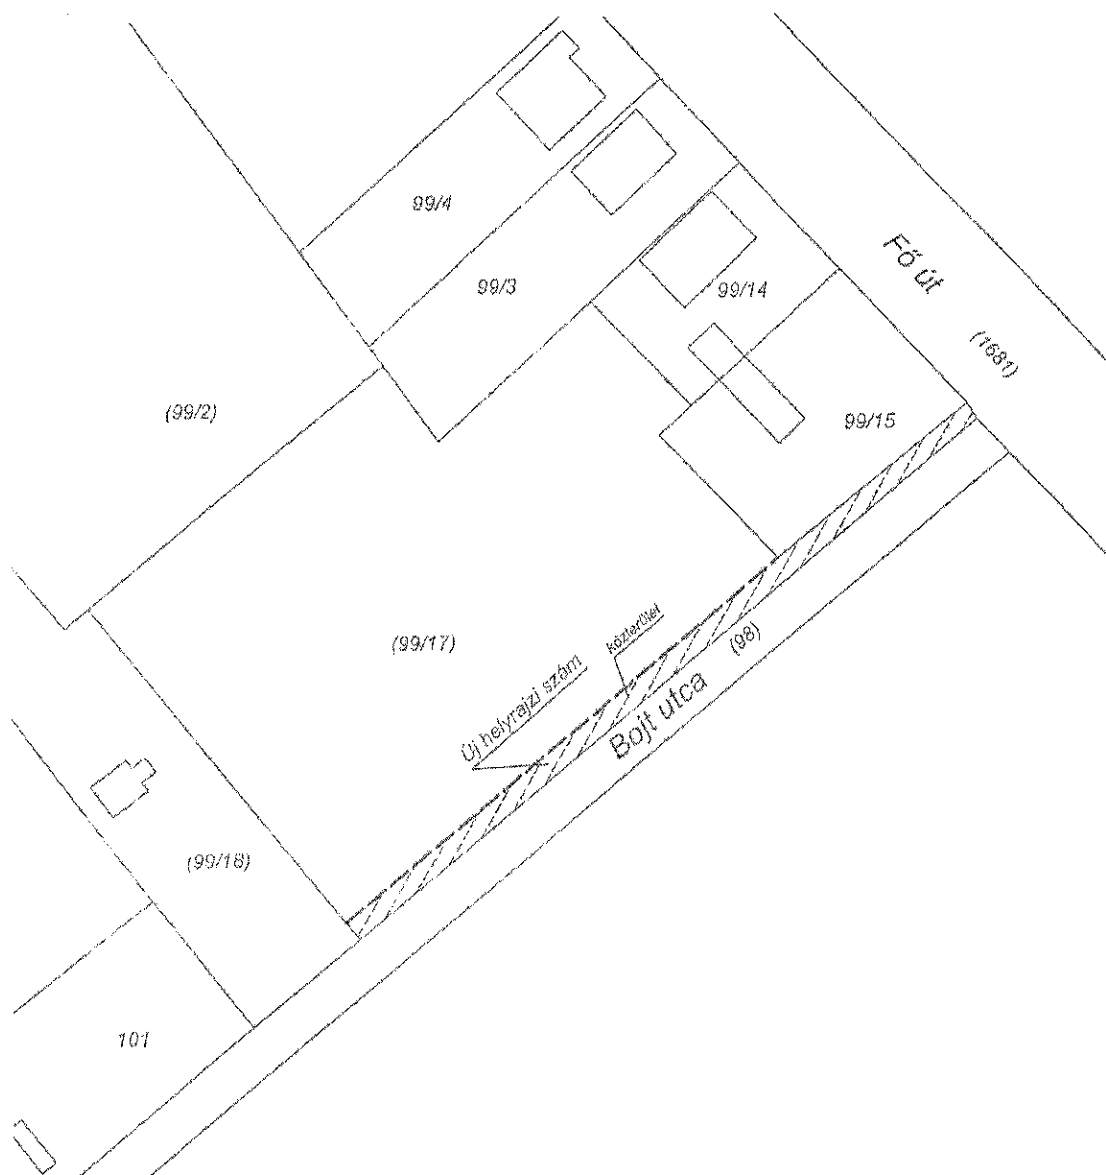 99/4
99/3
Fő út
99/14
(1681)
(99/2)
99/15
(99/17)
közterület
(98)
Új helyrajzi szám
Bojt utca
(99/18)
101